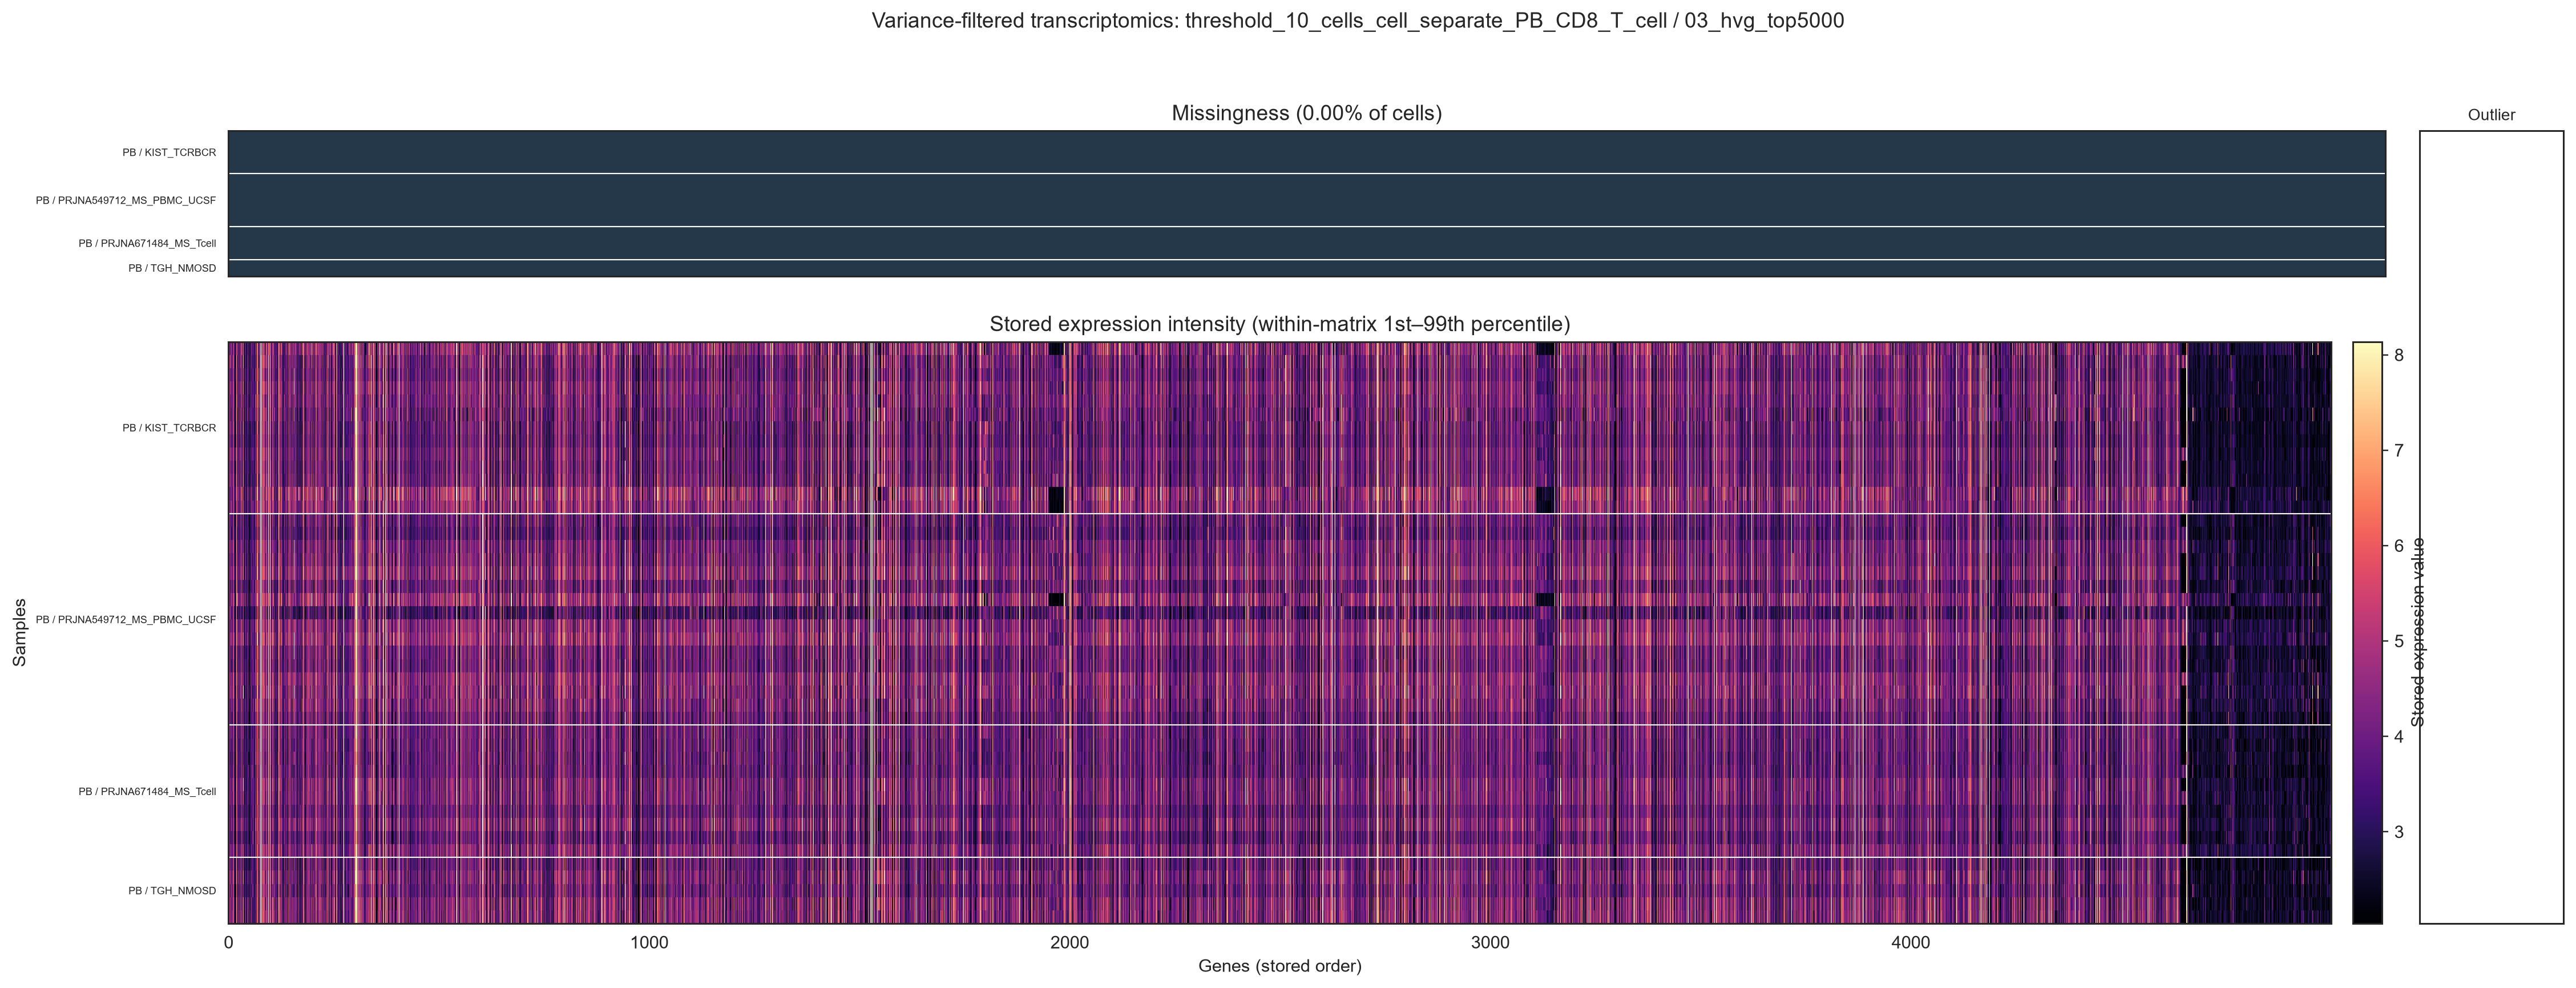 Variance-filtered transcriptomics: threshold_10_cells_cell_separate_PB_CD8_T_cell / 03_hvg_top5000
Missingness (0.00% of cells)
Outlier
PB / KIST_TCRBCR
PB / PRJNA549712_MS_PBMC_UCSF
PB / PRJNA671484_MS_Tcell
PB / TGH_NMOSD
Stored expression intensity (within-matrix 1st–99th percentile)
Samples
PB / KIST_TCRBCR
PB / PRJNA549712_MS_PBMC_UCSF
PB / PRJNA671484_MS_Tcell
PB / TGH_NMOSD
8
7
6
5
4
3
Stored expression value
0
1000
2000
3000
4000
Genes (stored order)